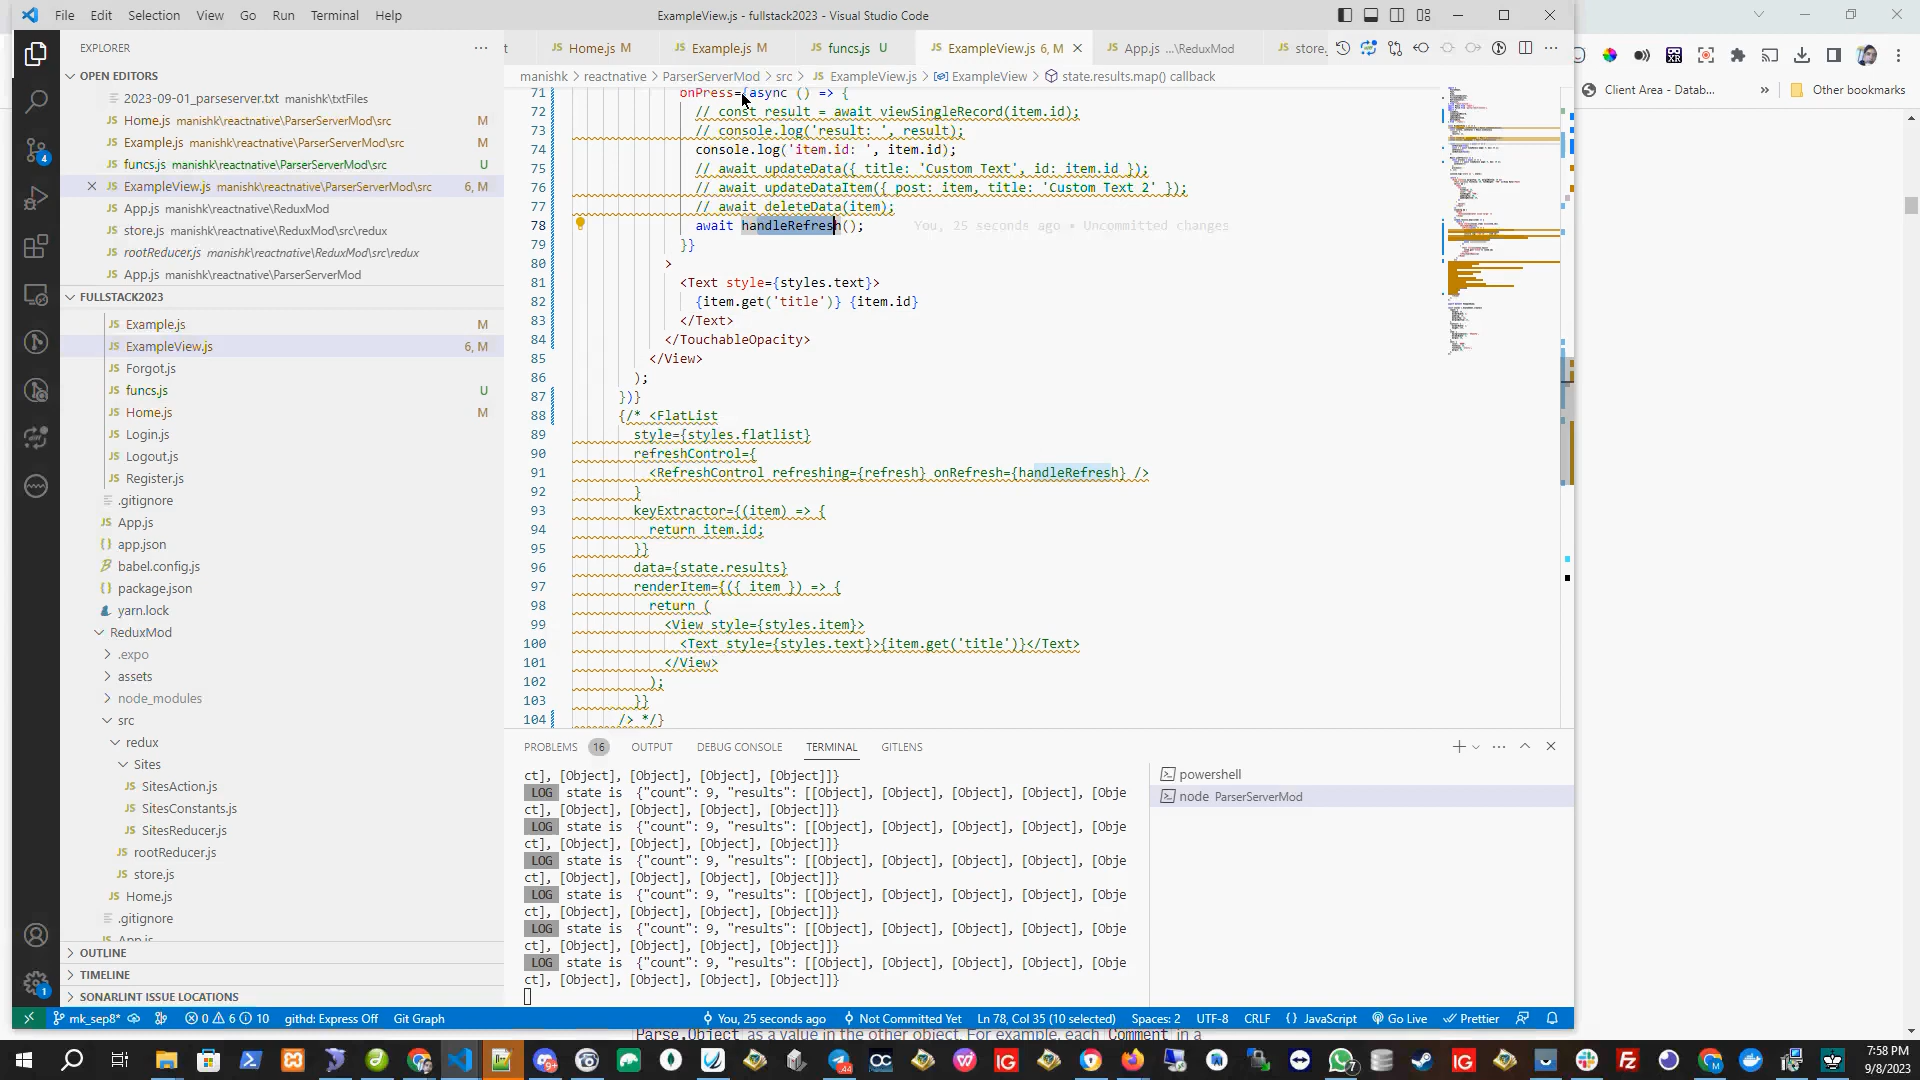 File Edit Selection View Go Run Terminal Help
ExampleView.js - fullstack2023 - Visual Studio Code
EXPLORER
OPEN EDITORS
2023-09-01_parseserver.txt manishk\txtFiles
Home.js manishk\reactnative\ParserServerMod\src M
Example.js manishk\reactnative\ParserServerMod\src M
funcs.js manishk\reactnative\ParserServerMod\src U
ExampleView.js manishk\reactnative\ParserServerMod\src 6, M
App.js manishk\reactnative\ReduxMod
store.js manishk\reactnative\ReduxMod\src\redux
rootReducer.js manishk\reactnative\ReduxMod\src\redux
App.js manishk\reactnative\ParserServerMod
FULLSTACK2023
Example.js M
ExampleView.js 6, M
Forgot.js
funcs.js U
Home.js M
Login.js
Logout.js
Register.js
.gitignore
App.js
app.json
babel.config.js
package.json
yarn.lock
ReduxMod
.expo
assets
node_modules
src
redux
Sites
SitesAction.js
SitesConstants.js
SitesReducer.js
rootReducer.js
store.js
Home.js
.gitignore
App.js
OUTLINE
TIMELINE
SONARLINT ISSUE LOCATIONS
Home.js M Example.js M funcs.js U ExampleView.js 6, M App.js ...\ReduxMod store.
manishk > reactnative > ParserServerMod > src > ExampleView.js > ExampleView > state.results.map() callback
71 onPress={async () => {
72 // const result = await viewSingleRecord(item.id);
73 // console.log('result: ', result);
74 console.log('item.id: ', item.id);
75 // await updateData({ title: 'Custom Text', id: item.id });
76 // await updateDataItem({ post: item, title: 'Custom Text 2' });
77 // await deleteData(item);
78 await handleRefresh(); You, 25 seconds ago • Uncommitted changes
79 }}
80 >
81 <Text style={styles.text}>
82 {item.get('title')} {item.id}
83 </Text>
84 </TouchableOpacity>
85 </View>
86 );
87 })}
88 {/* <FlatList
89 style={styles.flatlist}
90 refreshControl={
91 <RefreshControl refreshing={refresh} onRefresh={handleRefresh} />
92 }
93 keyExtractor={(item) => {
94 return item.id;
95 }}
96 data={state.results}
97 renderItem={({ item }) => {
98 return (
99 <View style={styles.item}>
100 <Text style={styles.text}>{item.get('title')}</Text>
101 </View>
102 );
103 }}
104 /> */}
PROBLEMS 16 OUTPUT DEBUG CONSOLE TERMINAL GITLENS
ct], [Object], [Object], [Object], [Object]]}
LOG state is {"count": 9, "results": [[Object], [Object], [Object], [Object], [Obje
ct], [Object], [Object], [Object], [Object]]}
LOG state is {"count": 9, "results": [[Object], [Object], [Object], [Object], [Obje
ct], [Object], [Object], [Object], [Object]]}
LOG state is {"count": 9, "results": [[Object], [Object], [Object], [Object], [Obje
ct], [Object], [Object], [Object], [Object]]}
LOG state is {"count": 9, "results": [[Object], [Object], [Object], [Object], [Obje
ct], [Object], [Object], [Object], [Object]]}
LOG state is {"count": 9, "results": [[Object], [Object], [Object], [Object], [Obje
ct], [Object], [Object], [Object], [Object]]}
LOG state is {"count": 9, "results": [[Object], [Object], [Object], [Object], [Obje
ct], [Object], [Object], [Object], [Object]]}
powershell
node ParserServerMod
mk_sep8* 0 6 10 githd: Express Off Git Graph You, 25 seconds ago Not Committed Yet Ln 78, Col 35 (10 selected) Spaces: 2 UTF-8 CRLF {} JavaScript Go Live Prettier
Client Area - Datab...
» Other bookmarks
Parse.Object as a value in the other object. For example, each Comment in a
7:58 PM
9/8/2023